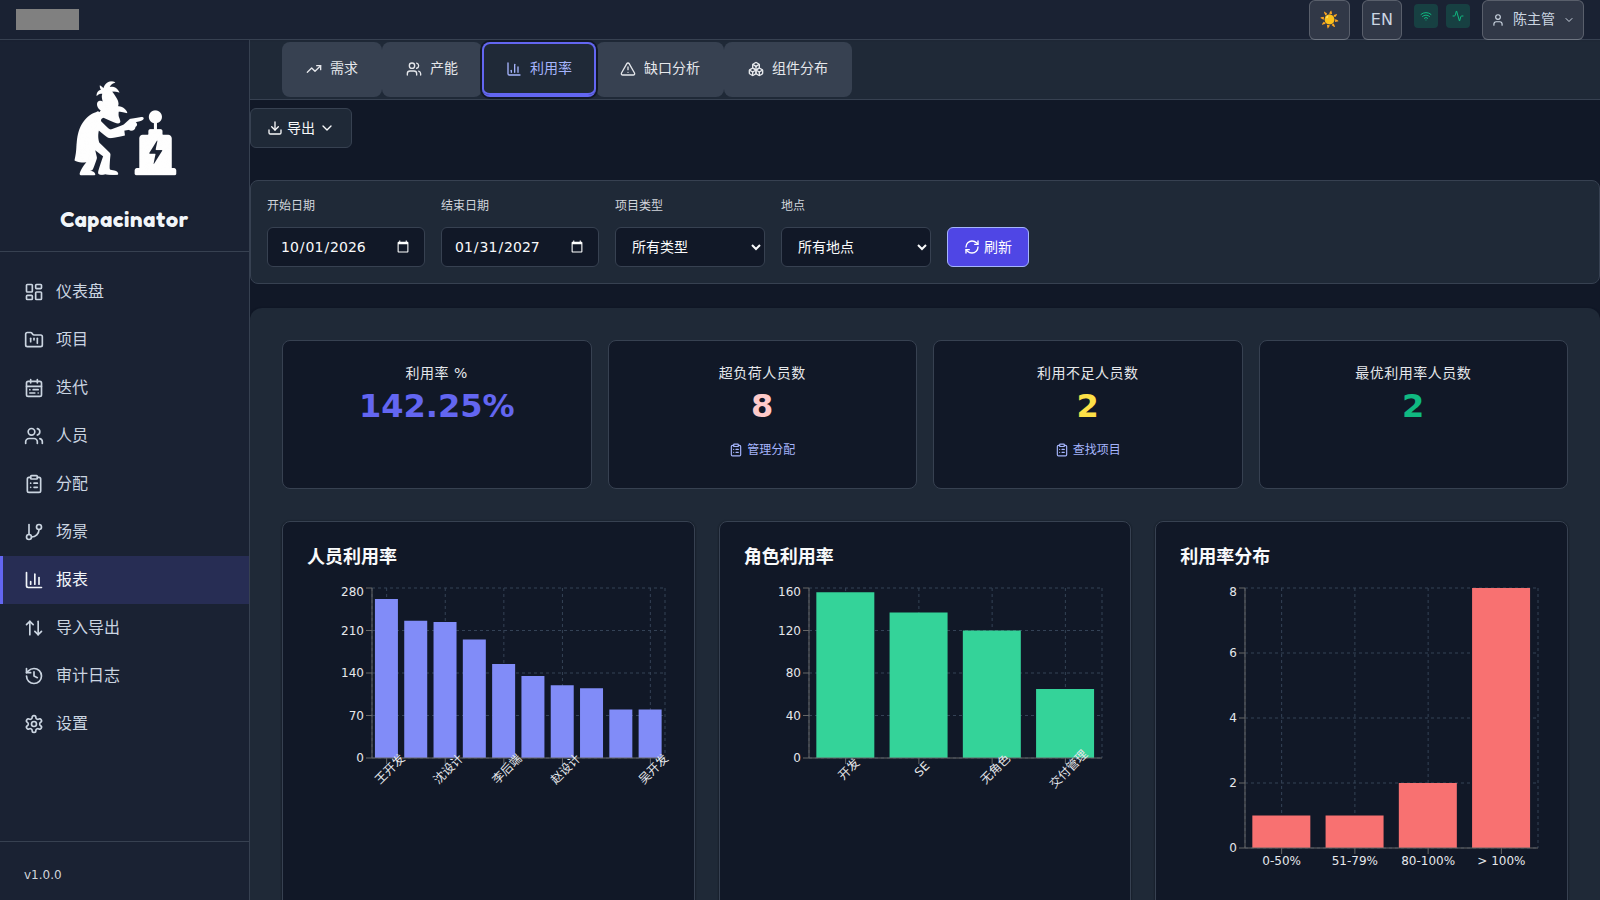 EN
陈主管
Capacinator
仪表盘
项目
迭代
人员
分配
场景
报表
导入导出
审计日志
设置
v1.0.0
需求
产能
利用率
缺口分析
组件分布
导出
开始日期
结束日期
项目类型
地点
10/01/2026
01/31/2027
所有类型
所有地点
刷新
利用率 %
142.25%
超负荷人员数
8
管理分配
利用不足人员数
2
查找项目
最优利用率人员数
2
人员利用率
280
210
140
70
0
王开发
沈设计
李后端
赵设计
吴开发
角色利用率
160
120
80
40
0
开发
SE
无角色
交付管理
利用率分布
8
6
4
2
0
0-50%
51-79%
80-100%
> 100%